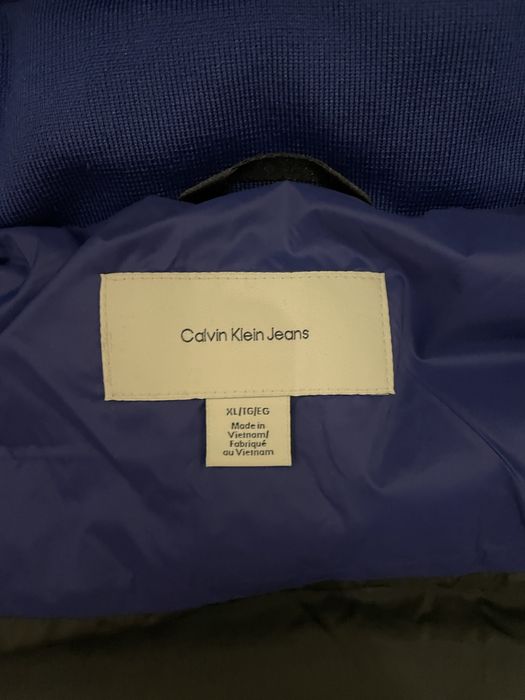 Calvin Klein Jeans
XL/TG/EG
Made in
Vietnam/
Fabriqué
au Vietnam